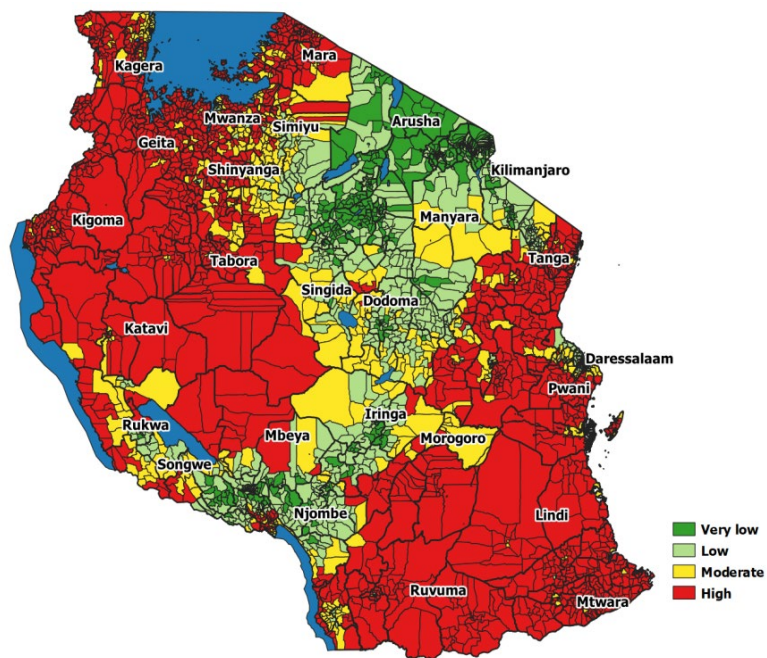 Kagera
Mara
Mwanza
Simiyu
Arusha
Geita
Shinyanga
Kilimanjaro
Kigoma
Manyara
Tabora
Tanga
Singida
Dodoma
Katavi
Daressalaam
Pwani
Rukwa
Mbeya
Iringa
Morogoro
Songwe
Njombe
Lindi
Ruvuma
Mtwara
Very low
Low
Moderate
High